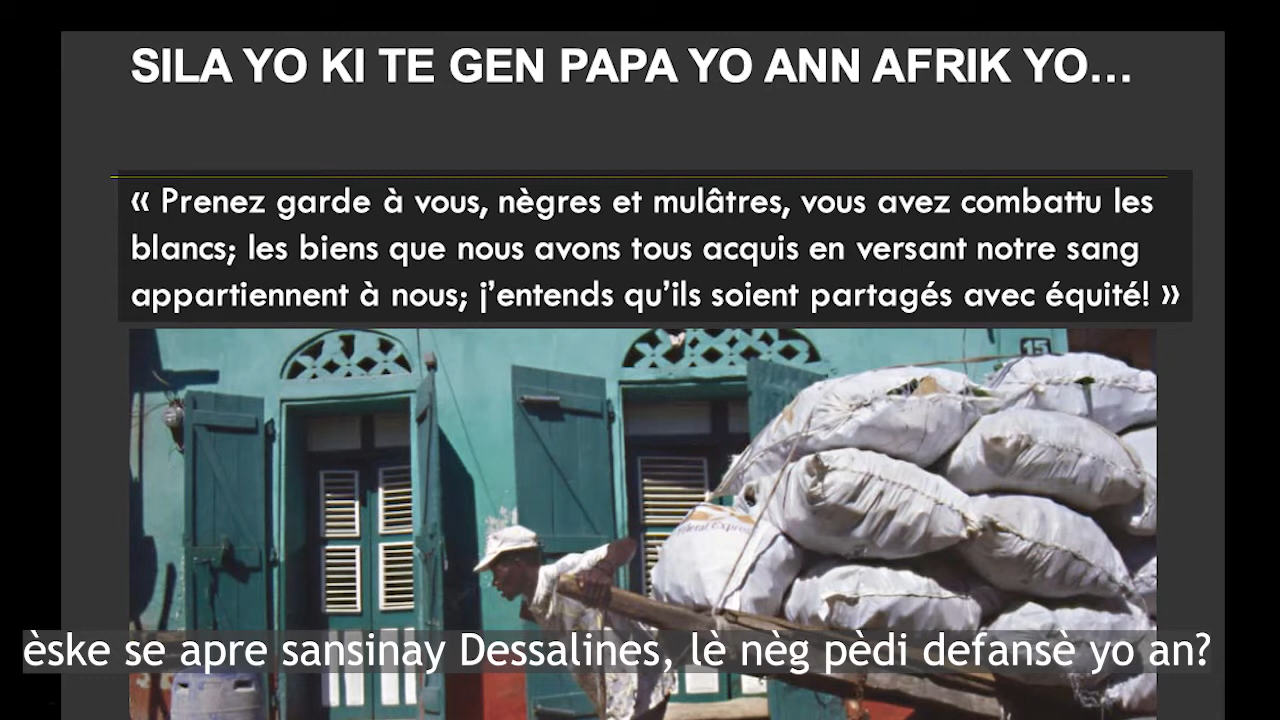 SILA YO KI TE GEN PAPA YO ANN AFRIK YO…
« Prenez garde à vous, nègres et mulâtres, vous avez combattu les
blancs; les biens que nous avons tous acquis en versant notre sang
appartiennent à nous; j’entends qu’ils soient partagés avec équité! »
15
èske se apre sansinay Dessalines, lè nèg pèdi defansè yo an?